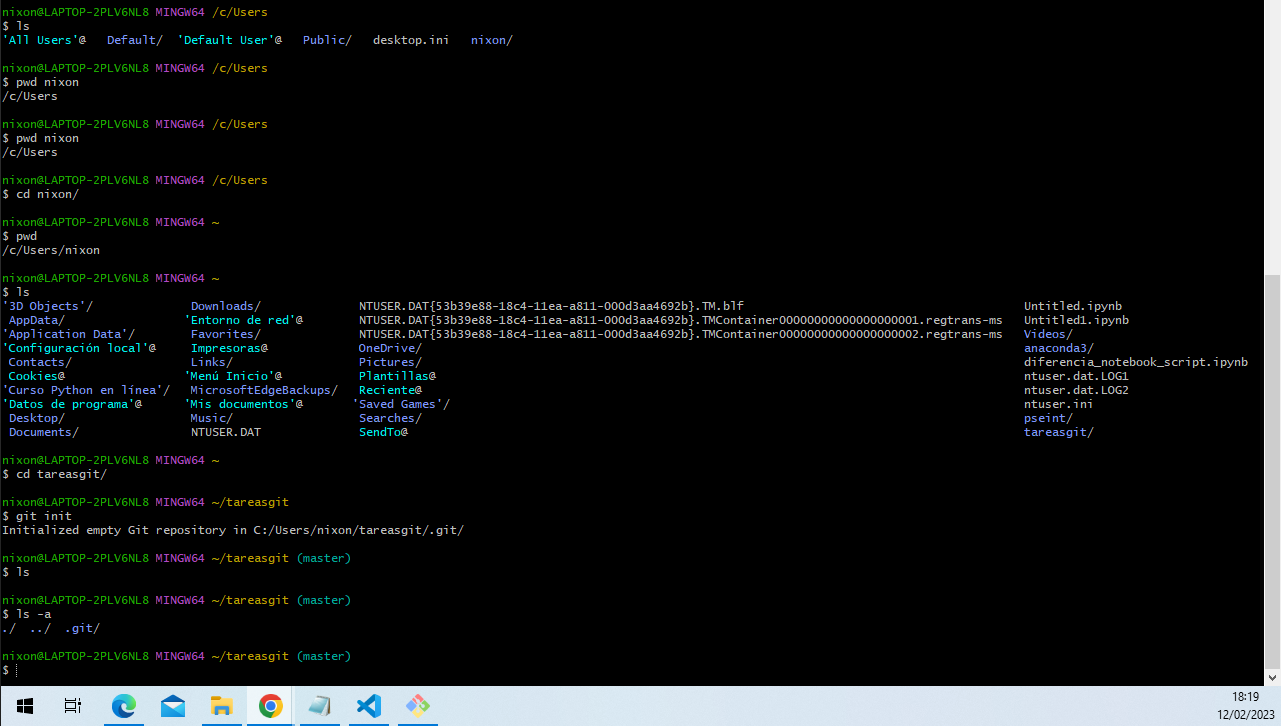 nixon@LAPTOP-2PLV6NL8 MINGW64 /c/Users
$ ls
'All Users'@   Default/  'Default User'@   Public/   desktop.ini   nixon/
nixon@LAPTOP-2PLV6NL8 MINGW64 /c/Users
$ pwd nixon
/c/Users
nixon@LAPTOP-2PLV6NL8 MINGW64 /c/Users
$ pwd nixon
/c/Users
nixon@LAPTOP-2PLV6NL8 MINGW64 /c/Users
$ cd nixon/
nixon@LAPTOP-2PLV6NL8 MINGW64 ~
$ pwd
/c/Users/nixon
nixon@LAPTOP-2PLV6NL8 MINGW64 ~
$ ls
'3D Objects'/   Downloads/   NTUSER.DAT{53b39e88-18c4-11ea-a811-000d3aa4692b}.TM.blf   Untitled.ipynb
AppData/   'Entorno de red'@   NTUSER.DAT{53b39e88-18c4-11ea-a811-000d3aa4692b}.TMContainer00000000000000000001.regtrans-ms   Untitled1.ipynb
'Application Data'/   Favorites/   NTUSER.DAT{53b39e88-18c4-11ea-a811-000d3aa4692b}.TMContainer00000000000000000002.regtrans-ms   Videos/
'Configuración local'@   Impresoras@   OneDrive/   anaconda3/
Contacts/   Links/   Pictures/   diferencia_notebook_script.ipynb
Cookies@   'Menú Inicio'@   Plantillas@   ntuser.dat.LOG1
'Curso Python en línea'/   MicrosoftEdgeBackups/   Reciente@   ntuser.dat.LOG2
'Datos de programa'@   'Mis documentos'@   'Saved Games'/   ntuser.ini
Desktop/   Music/   Searches/   pseint/
Documents/   NTUSER.DAT   SendTo@   tareasgit/
nixon@LAPTOP-2PLV6NL8 MINGW64 ~
$ cd tareasgit/
nixon@LAPTOP-2PLV6NL8 MINGW64 ~/tareasgit
$ git init
Initialized empty Git repository in C:/Users/nixon/tareasgit/.git/
nixon@LAPTOP-2PLV6NL8 MINGW64 ~/tareasgit (master)
$ ls
nixon@LAPTOP-2PLV6NL8 MINGW64 ~/tareasgit (master)
$ ls -a
./  ../  .git/
nixon@LAPTOP-2PLV6NL8 MINGW64 ~/tareasgit (master)
$
18:19
12/02/2023